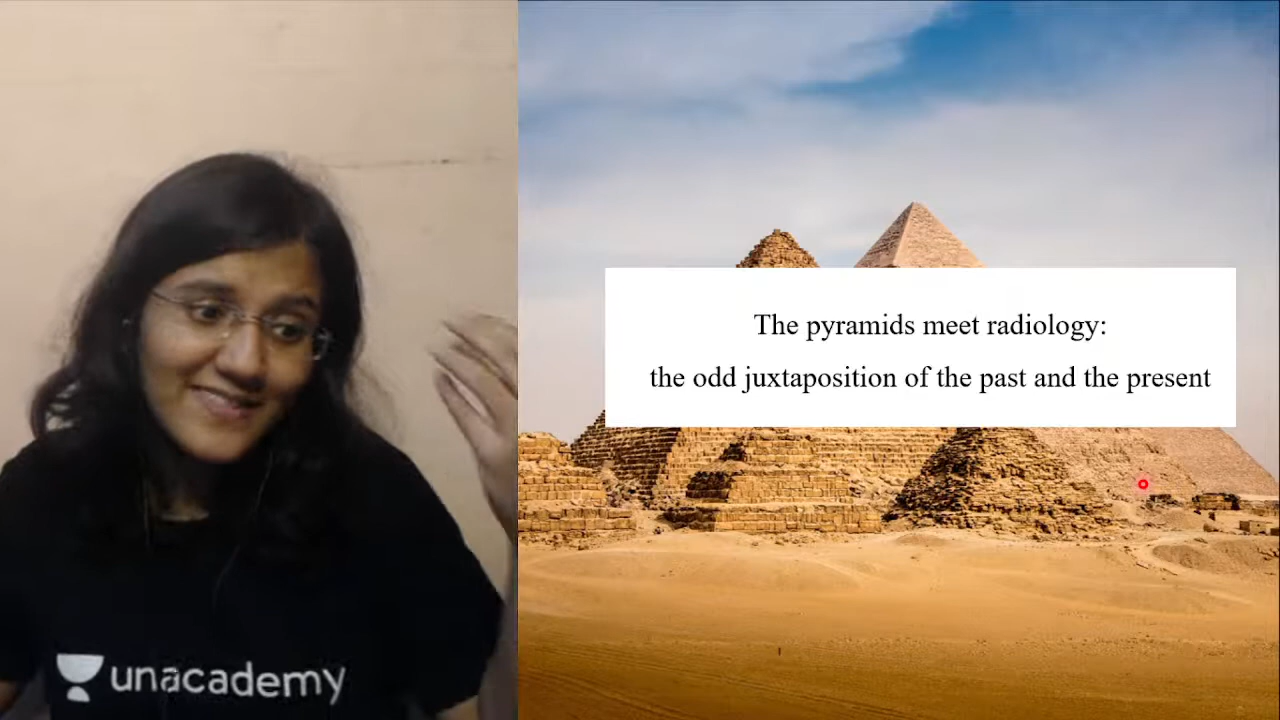 The pyramids meet radiology:
the odd juxtaposition of the past and the present
unacademy